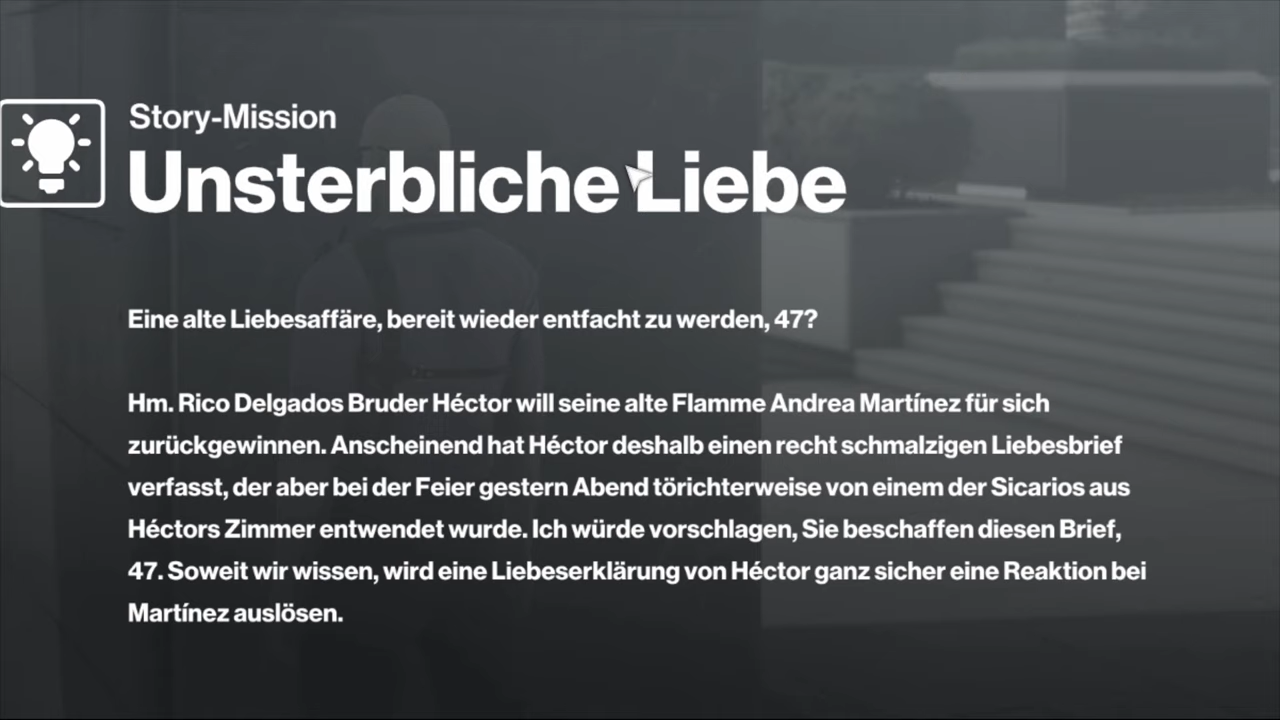 Story-Mission
Unsterbliche Liebe
Eine alte Liebesaffäre, bereit wieder entfacht zu werden, 47?
Hm. Rico Delgados Bruder Héctor will seine alte Flamme Andrea Martínez für sich
zurückgewinnen. Anscheinend hat Héctor deshalb einen recht schmalzigen Liebesbrief
verfasst, der aber bei der Feier gestern Abend törichterweise von einem der Sicarios aus
Héctors Zimmer entwendet wurde. Ich würde vorschlagen, Sie beschaffen diesen Brief,
47. Soweit wir wissen, wird eine Liebeserklärung von Héctor ganz sicher eine Reaktion bei
Martínez auslösen.